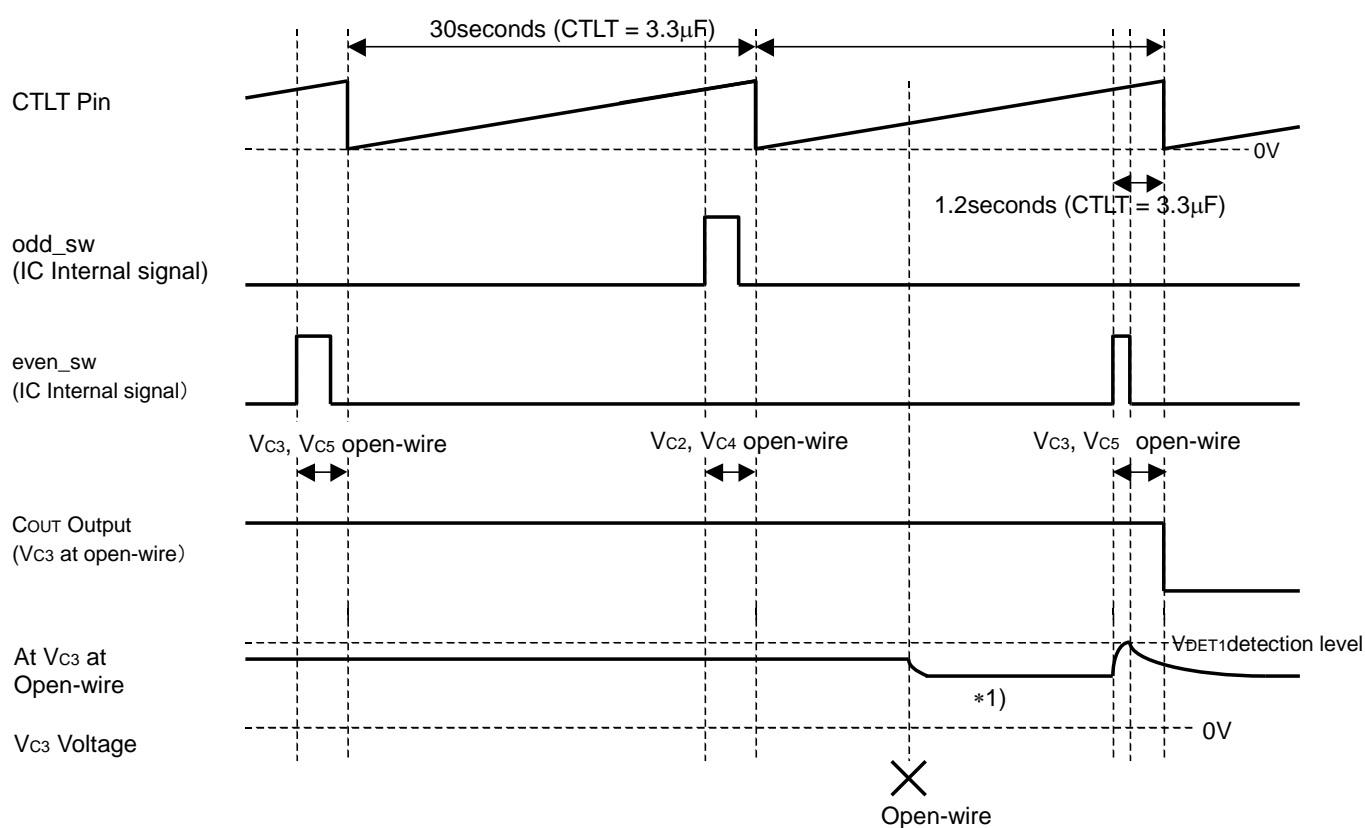 30seconds (CTLT = 3.3μF)
CTLT Pin
0V
1.2seconds (CTLT = 3.3μF)
odd_sw
(IC Internal signal)
even_sw
(IC Internal signal）
VC3, VC5 open-wire
VC2, VC4 open-wire
VC3, VC5 open-wire
COUT Output
(VC3 at open-wire）
VDET1detection level
At VC3 at
Open-wire
*1)
VC3 Voltage
0V
Open-wire